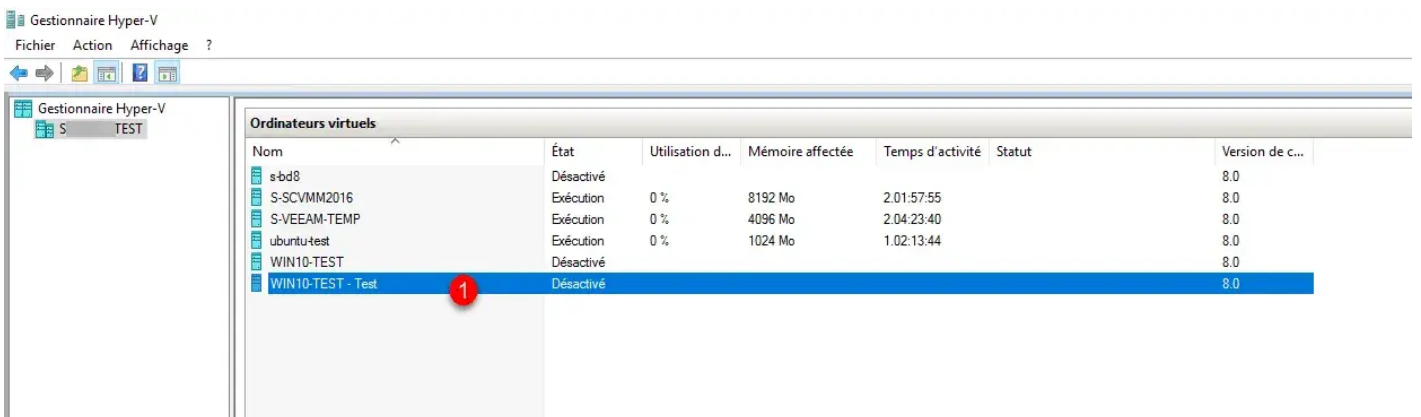 Gestionnaire Hyper-V
Fichier Action Affichage ?
Gestionnaire Hyper-V
S TEST
Ordinateurs virtuels
Nom État Utilisation d... Mémoire affectée Temps d'activité Statut Version de c...
s-bd8 Désactivé 8.0
S-SCVMM2016 Exécution 0 % 8192 Mo 2.01:57:55 8.0
S-VEEAM-TEMP Exécution 0 % 4096 Mo 2.04:23:40 8.0
ubuntu-test Exécution 0 % 1024 Mo 1.02:13:44 8.0
WIN10-TEST Désactivé 8.0
WIN10-TEST - Test 1 Désactivé 8.0